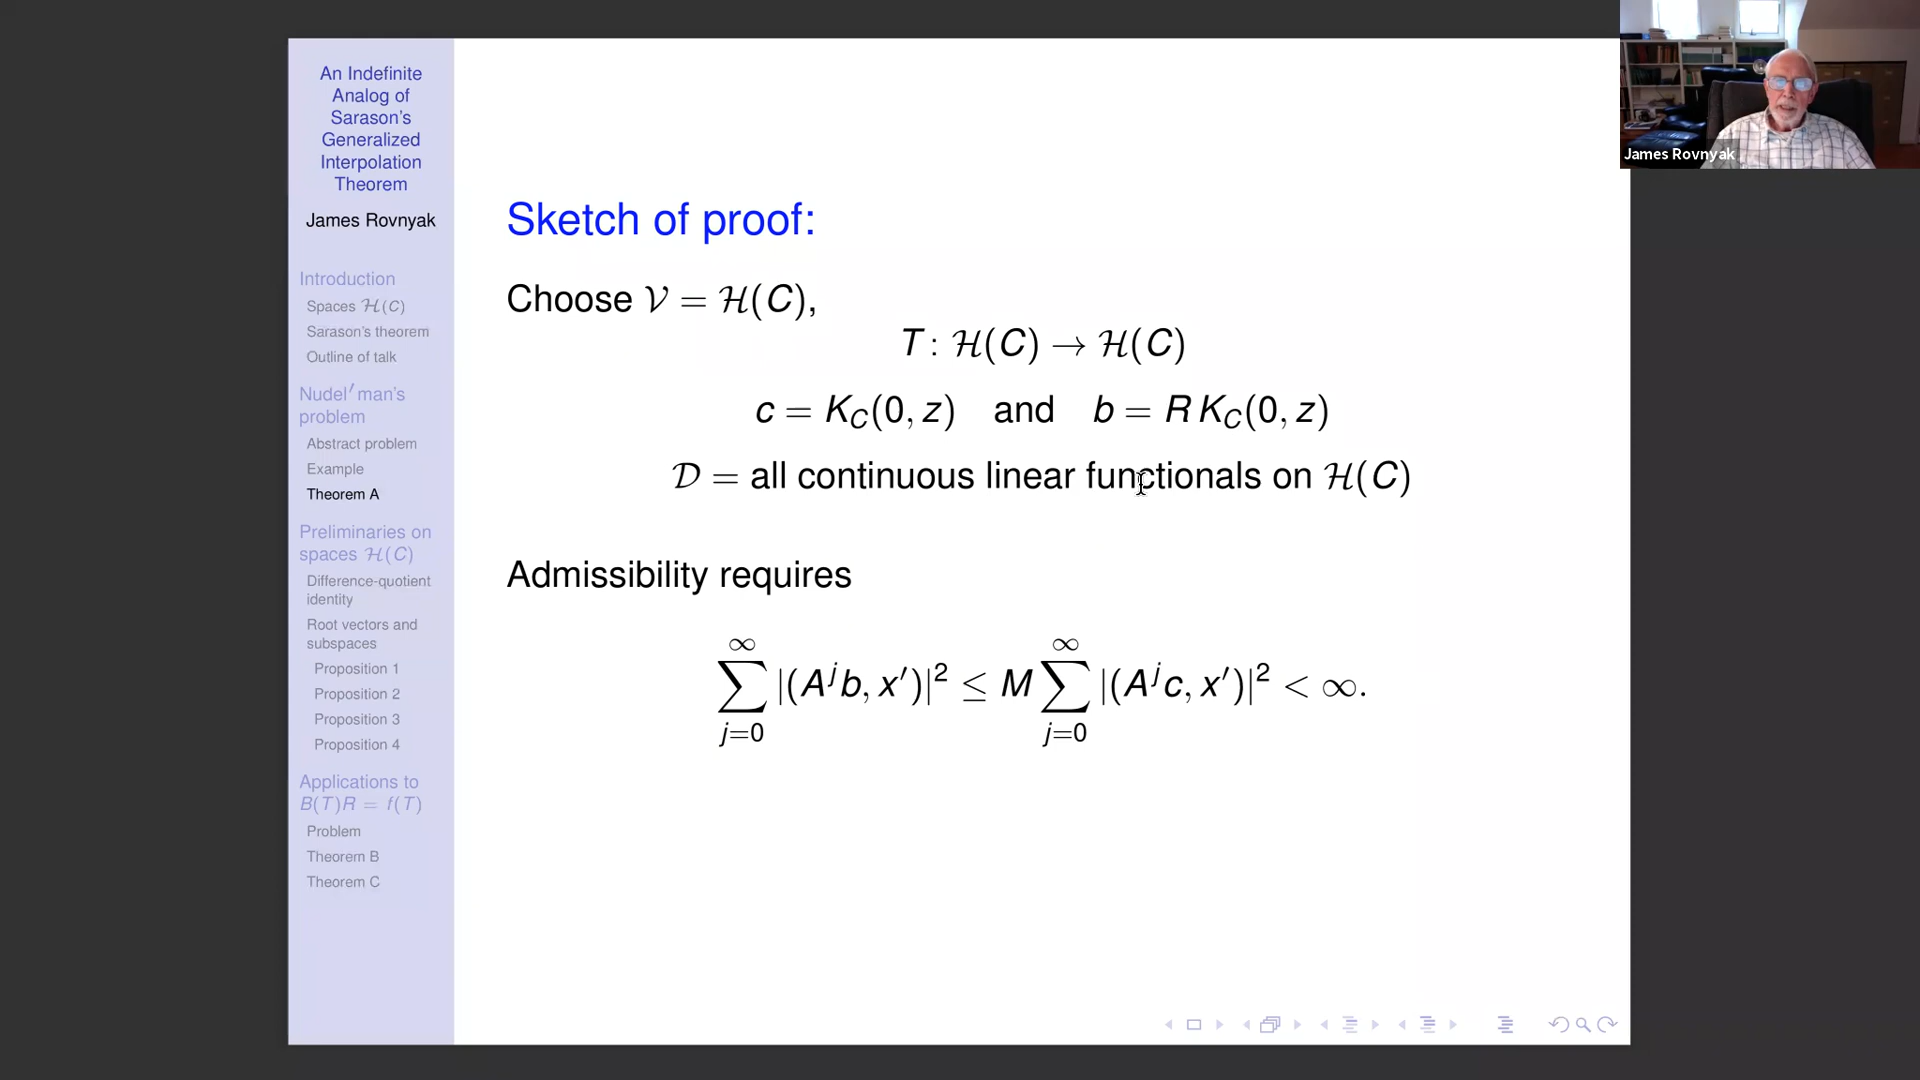 An Indefinite
Analog of
Sarason's
Generalized
Interpolation
Theorem
James Rovnyak
Introduction
Spaces ℋ(C)
Sarason's theorem
Outline of talk
Nudel′man's
problem
Abstract problem
Example
Theorem A
Preliminaries on
spaces ℋ(C)
Difference-quotient
identity
Root vectors and
subspaces
Proposition 1
Proposition 2
Proposition 3
Proposition 4
Applications to
B(T)R = f(T)
Problem
Theorem B
Theorem C
Sketch of proof:
Choose 𝒱 = ℋ(C),
T : ℋ(C) → ℋ(C)
c = K_C(0, z) and b = R K_C(0, z)
𝒟 = all continuous linear functionals on ℋ(C)
Admissibility requires
∑_{j=0}^{∞} |(A^j b, x′)|² ≤ M ∑_{j=0}^{∞} |(A^j c, x′)|² < ∞.
James Rovnyak